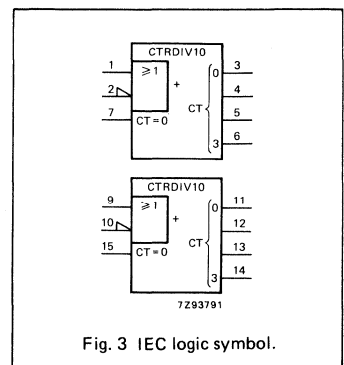 CTRDIV10
1 ≥1 0 3
2 + 4
7 CT=0 CT 5
3 6
CTRDIV10
9 ≥1 0 11
10 + 12
15 CT=0 CT 13
3 14
7Z93791
Fig. 3 IEC logic symbol.